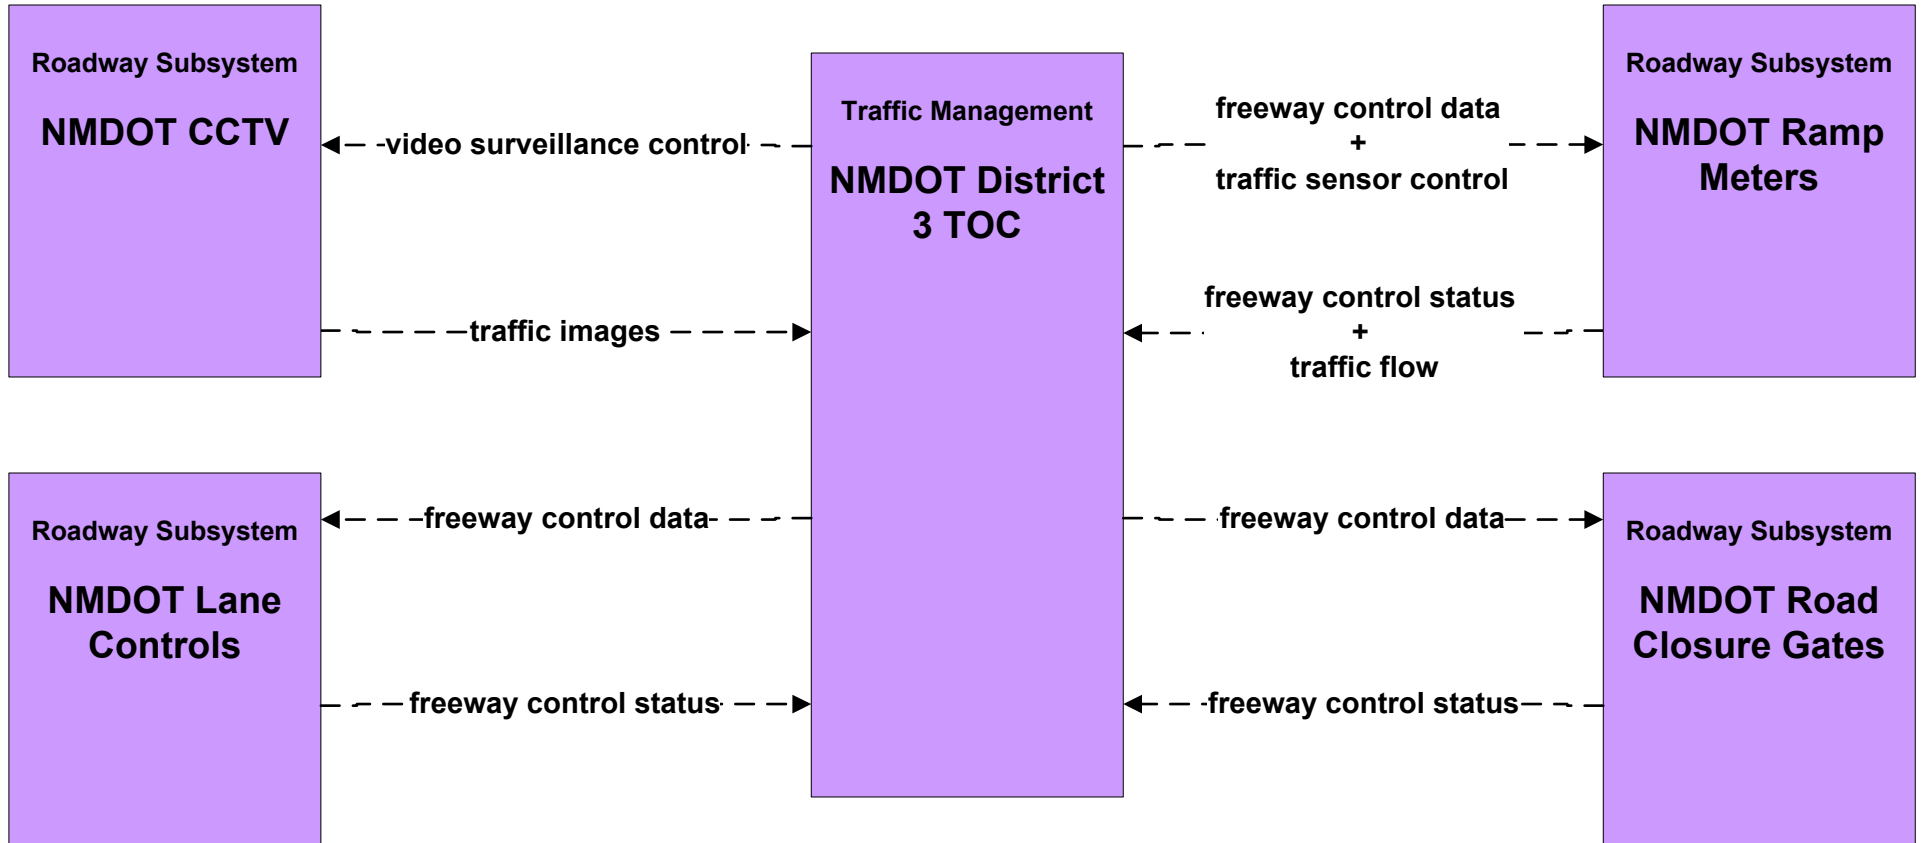 Roadway Subsystem
NMDOT CCTV
video surveillance control
traffic images
Traffic Management
NMDOT District
3 TOC
freeway control data
+
traffic sensor control
freeway control status
+
traffic flow
Roadway Subsystem
NMDOT Ramp
Meters
Roadway Subsystem
NMDOT Lane
Controls
freeway control data
freeway control status
freeway control data
freeway control status
Roadway Subsystem
NMDOT Road
Closure Gates